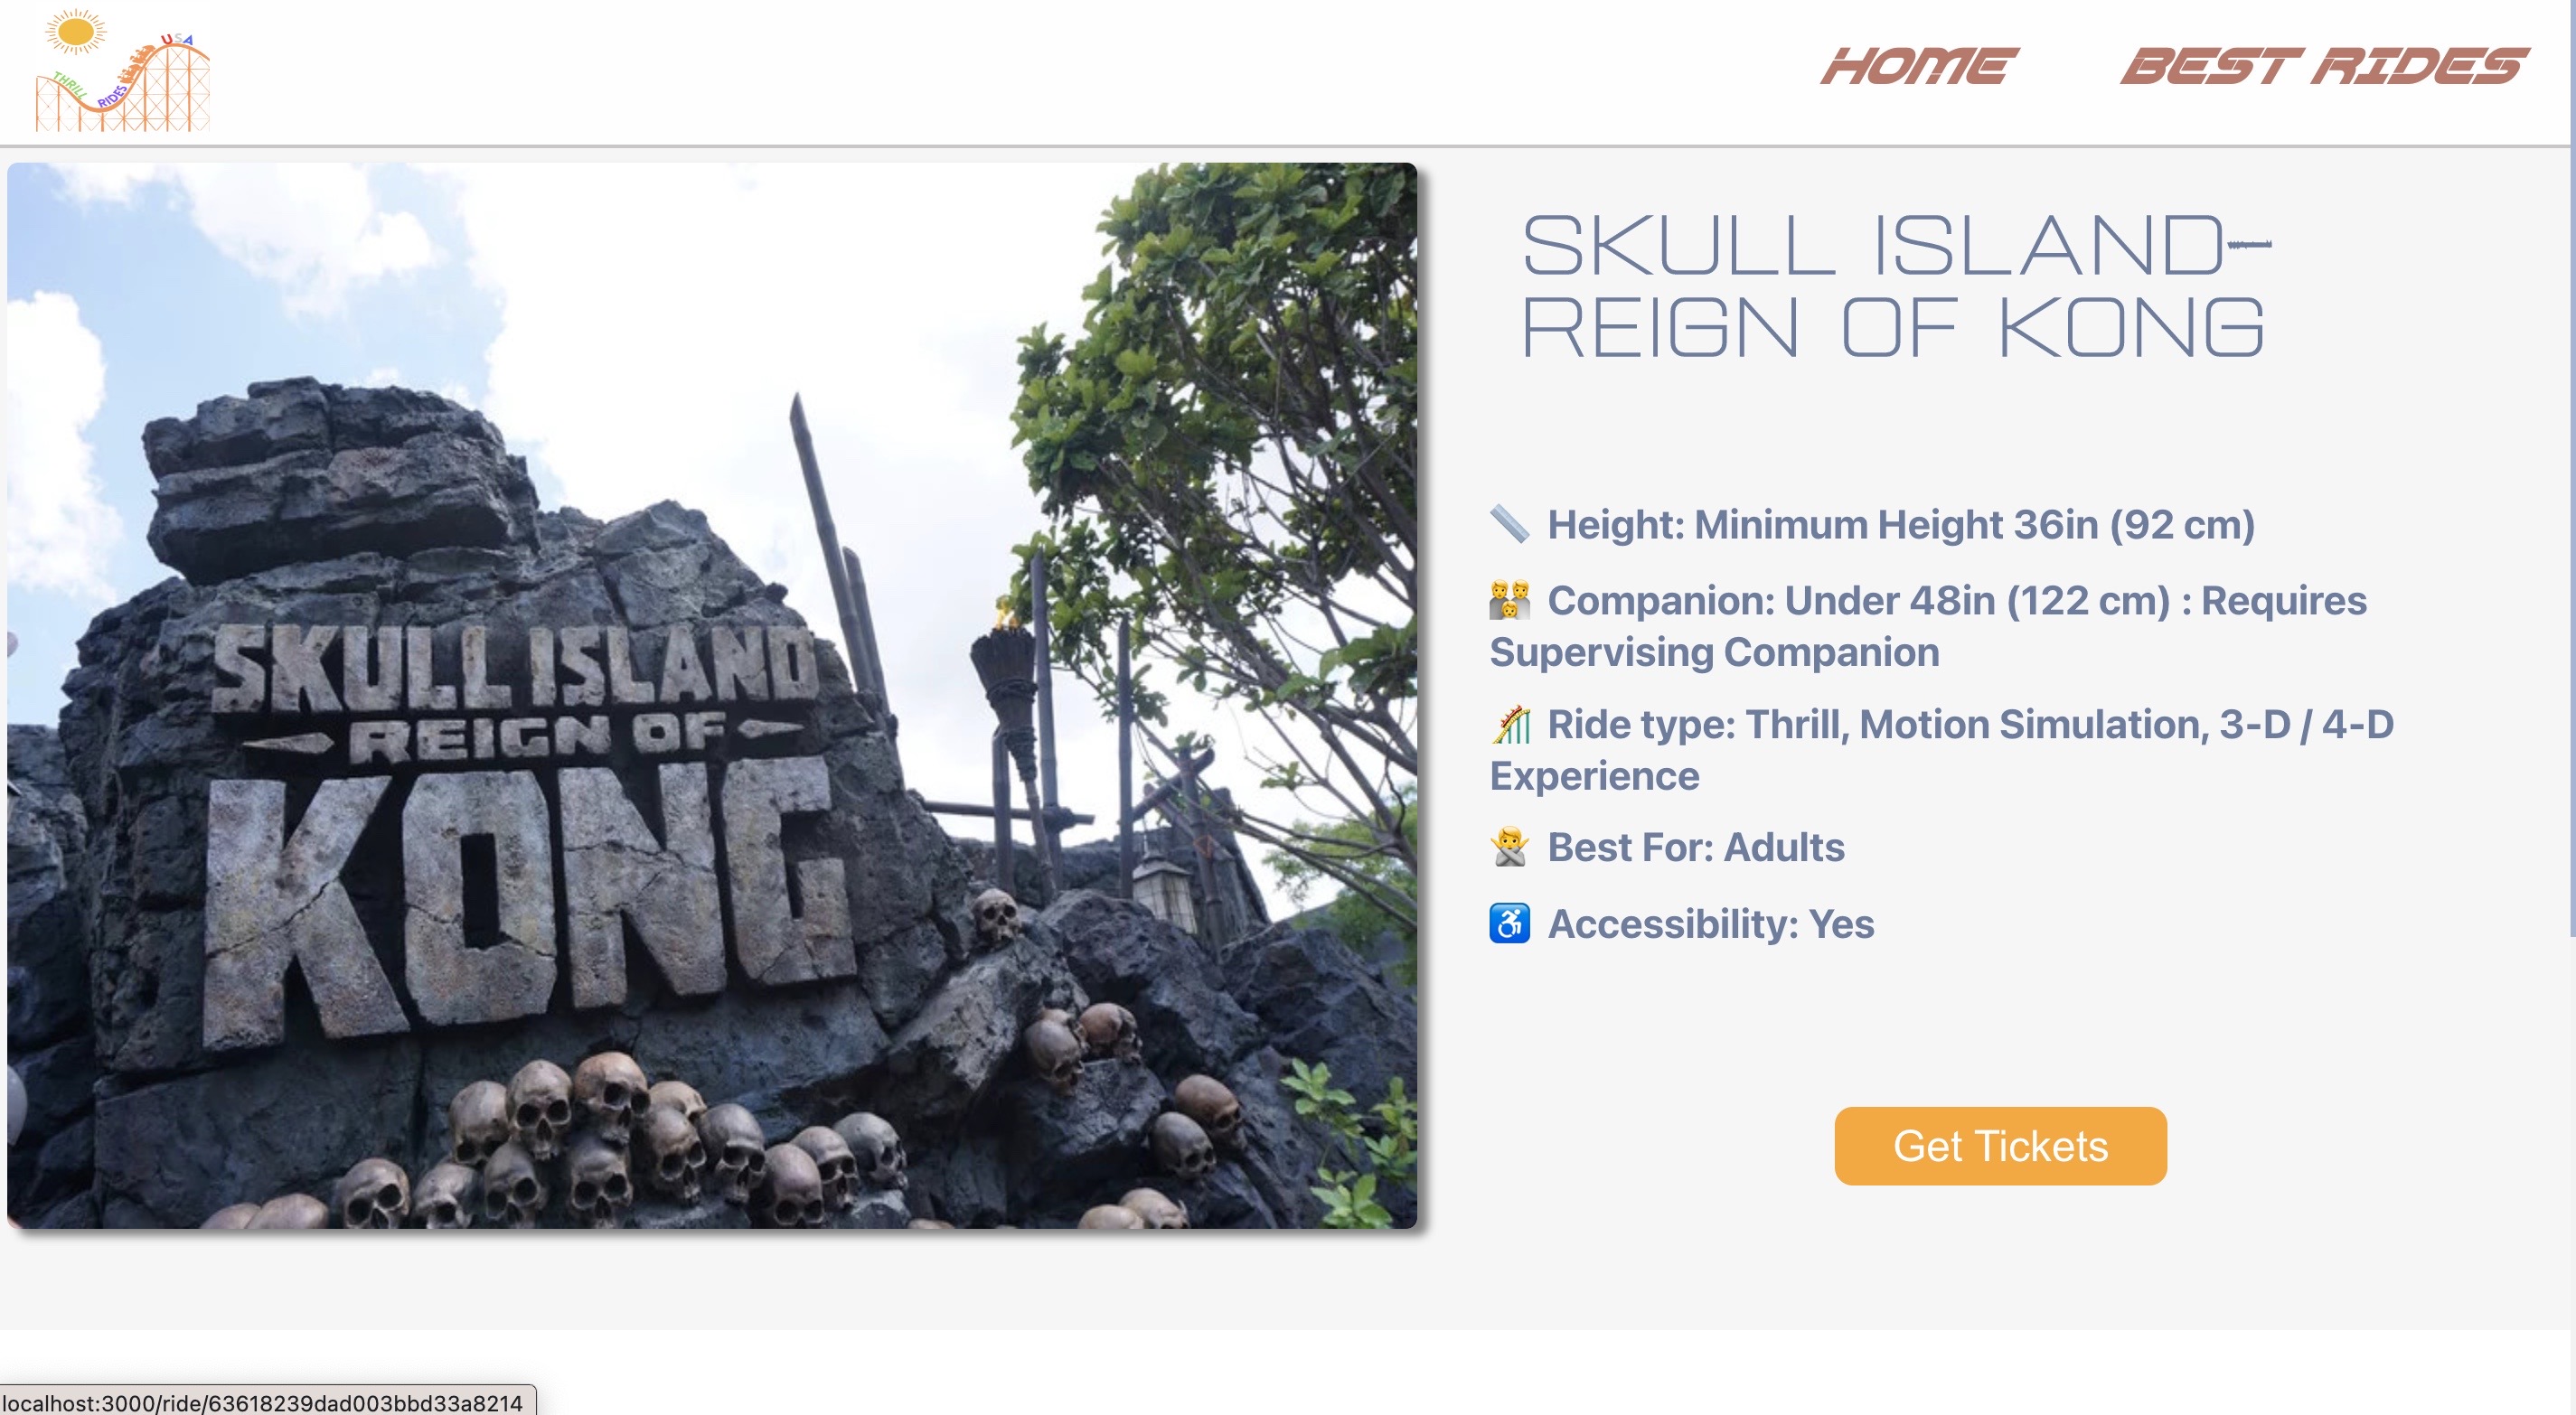 THRILL RIDES USA
HOME
BEST RIDES
SKULL ISLAND-
REIGN OF KONG
SKULL ISLAND
REIGN OF
KONG
📏 Height: Minimum Height 36in (92 cm)
👨‍👩‍👧 Companion: Under 48in (122 cm) : Requires
Supervising Companion
🎢 Ride type: Thrill, Motion Simulation, 3-D / 4-D
Experience
🙅 Best For: Adults
♿ Accessibility: Yes
Get Tickets
localhost:3000/ride/63618239dad003bbd33a8214